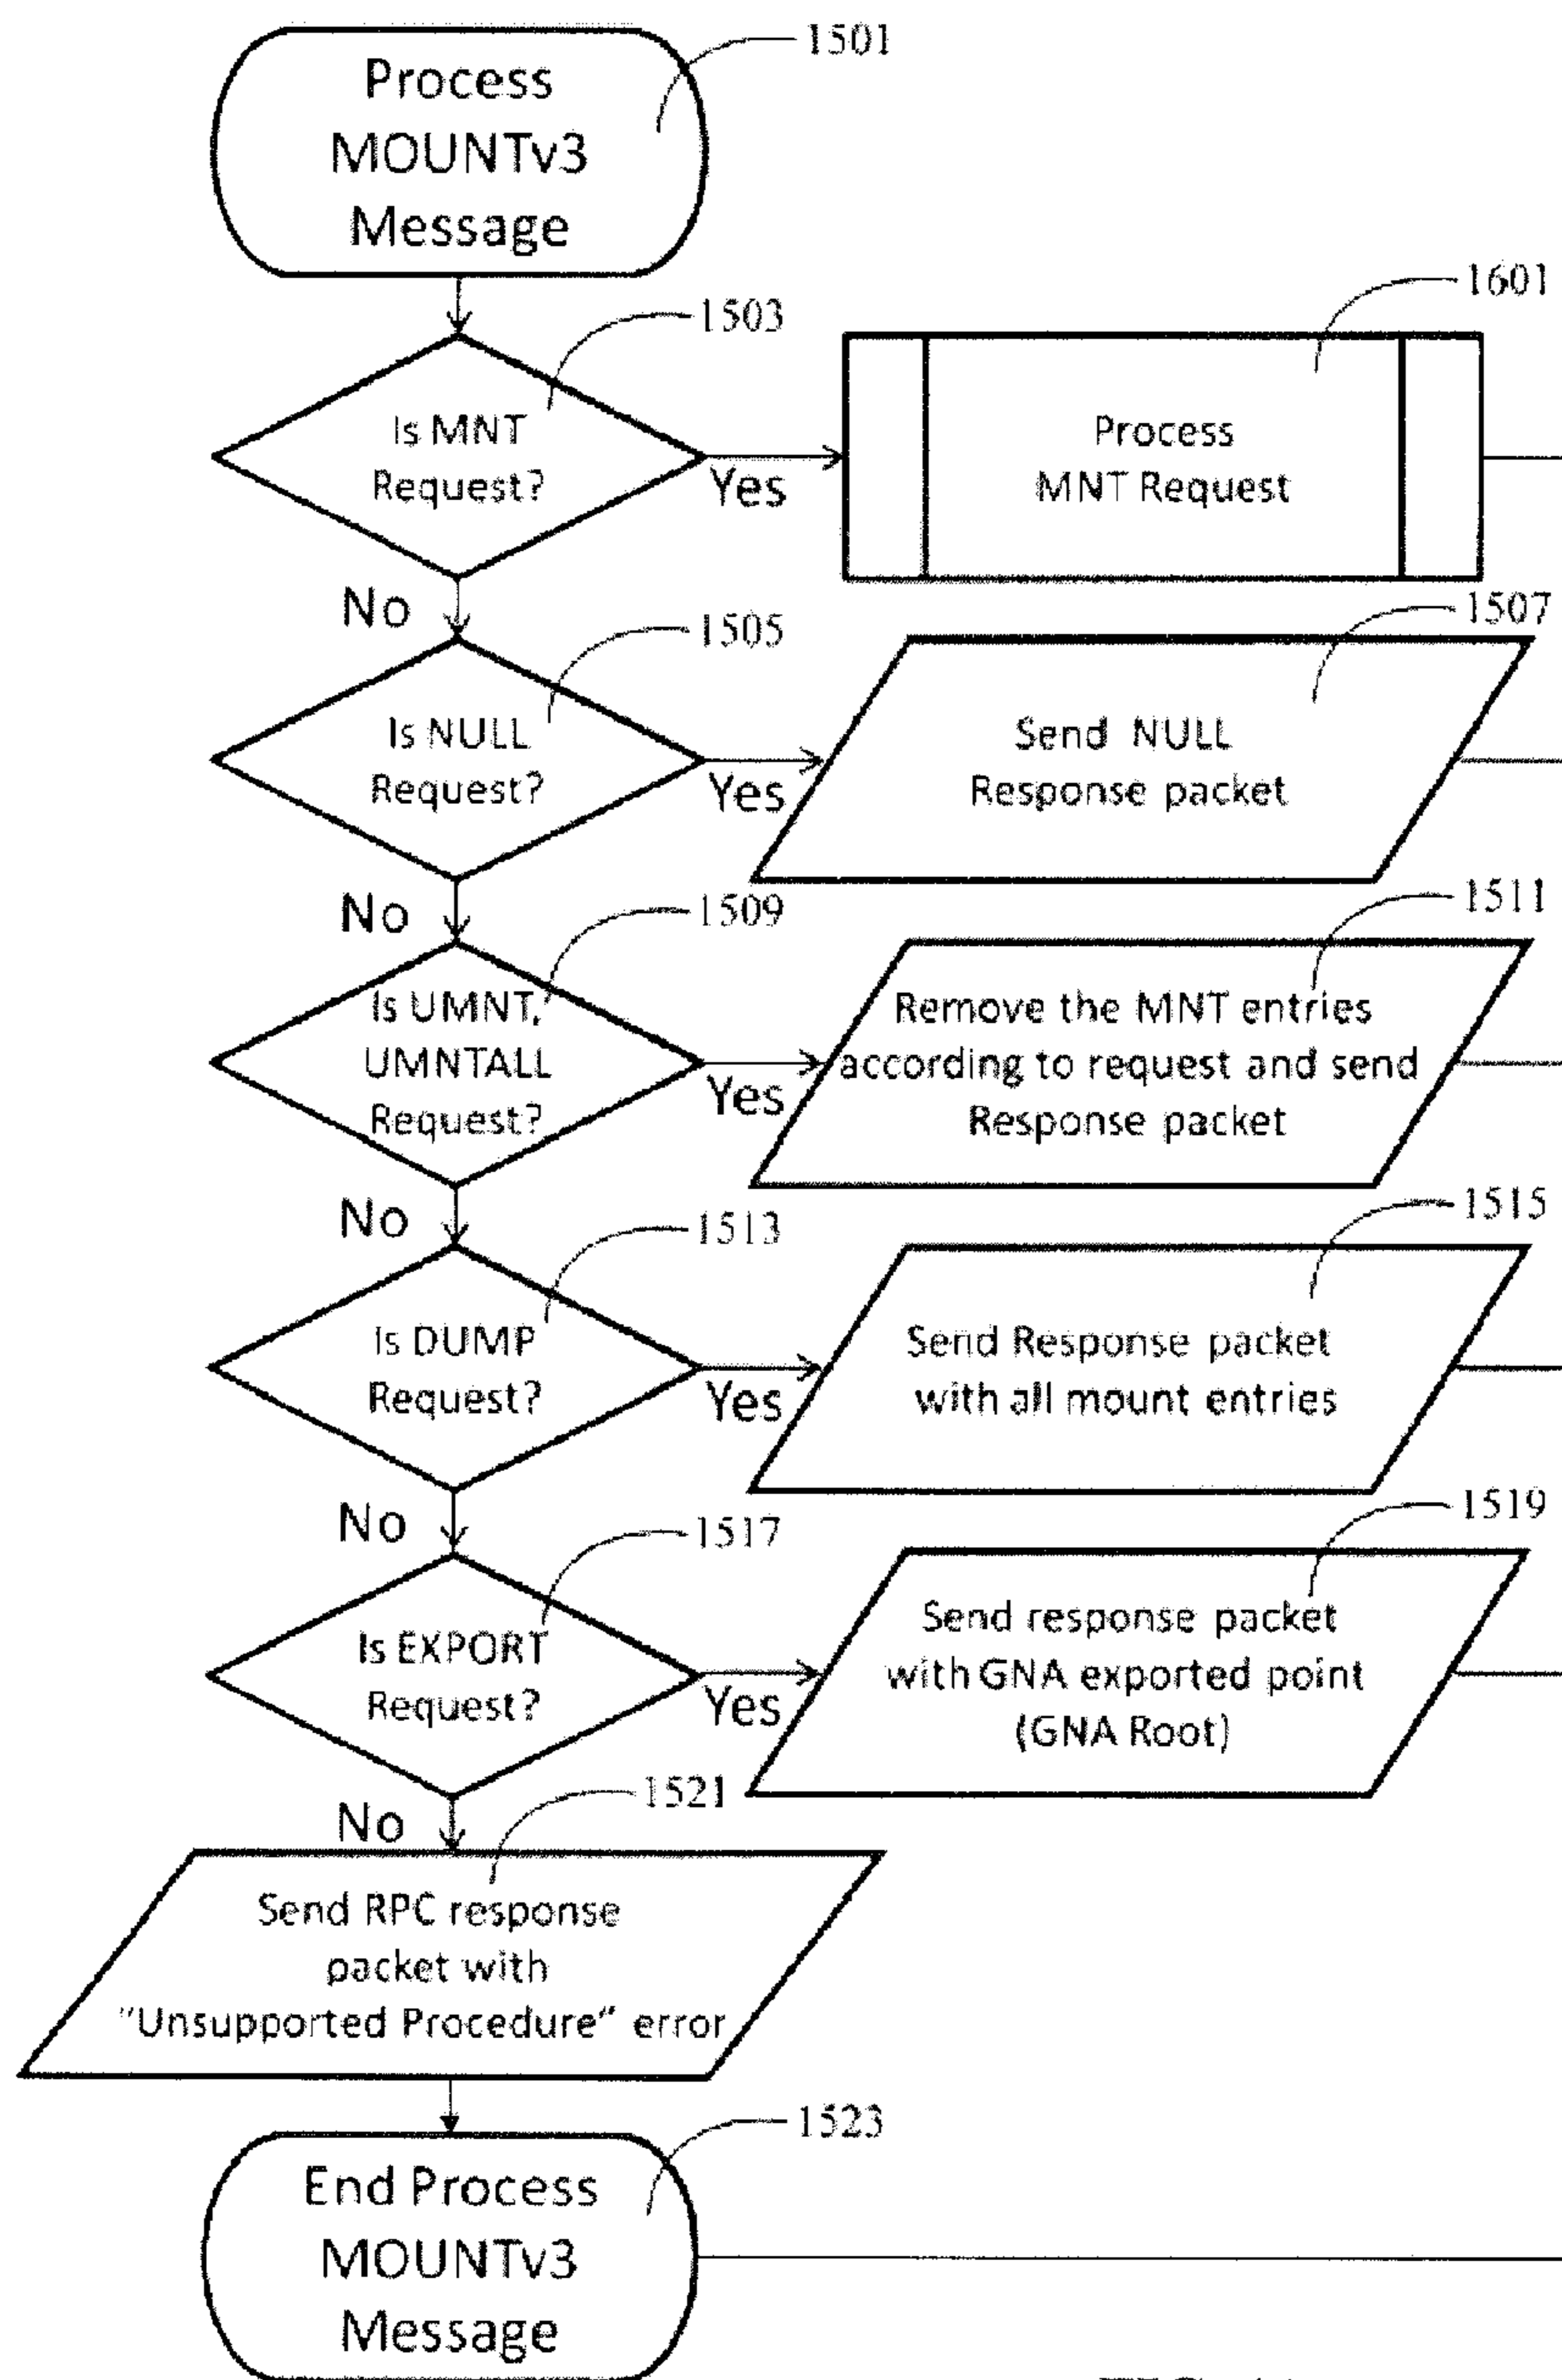 Process
MOUNTv3
Message
1501
Is MNT
Request?
1503
Yes
Process
MNT Request
1601
No
Is NULL
Request?
1505
Yes
Send NULL
Response packet
1507
No
Is UMNT,
UMNTALL
Request?
1509
Yes
Remove the MNT entries
according to request and send
Response packet
1511
No
Is DUMP
Request?
1513
Yes
Send Response packet
with all mount entries
1515
No
Is EXPORT
Request?
1517
Yes
Send response packet
with GNA exported point
(GNA Root)
1519
No
Send RPC response
packet with
"Unsupported Procedure" error
1521
End Process
MOUNTv3
Message
1523